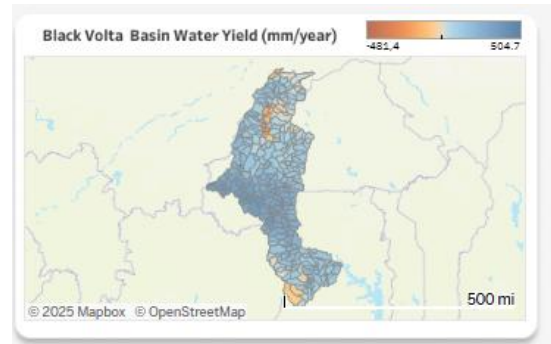 Black Volta Basin Water Yield (mm/year)
-481.4 504.7
500 mi
© 2025 Mapbox © OpenStreetMap